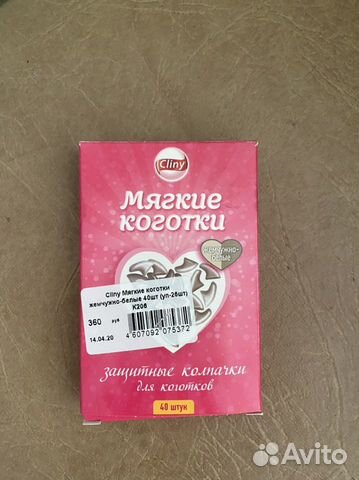 Cliny
Мягкие
коготки
жемчужно-
белые
Cliny Мягкие коготки
жемчужно-белые 40шт (уп-26шт)
К206
360 руб
14.04.20
4 607092 075372
защитные колпачки
для коготков
40 штук
Avito